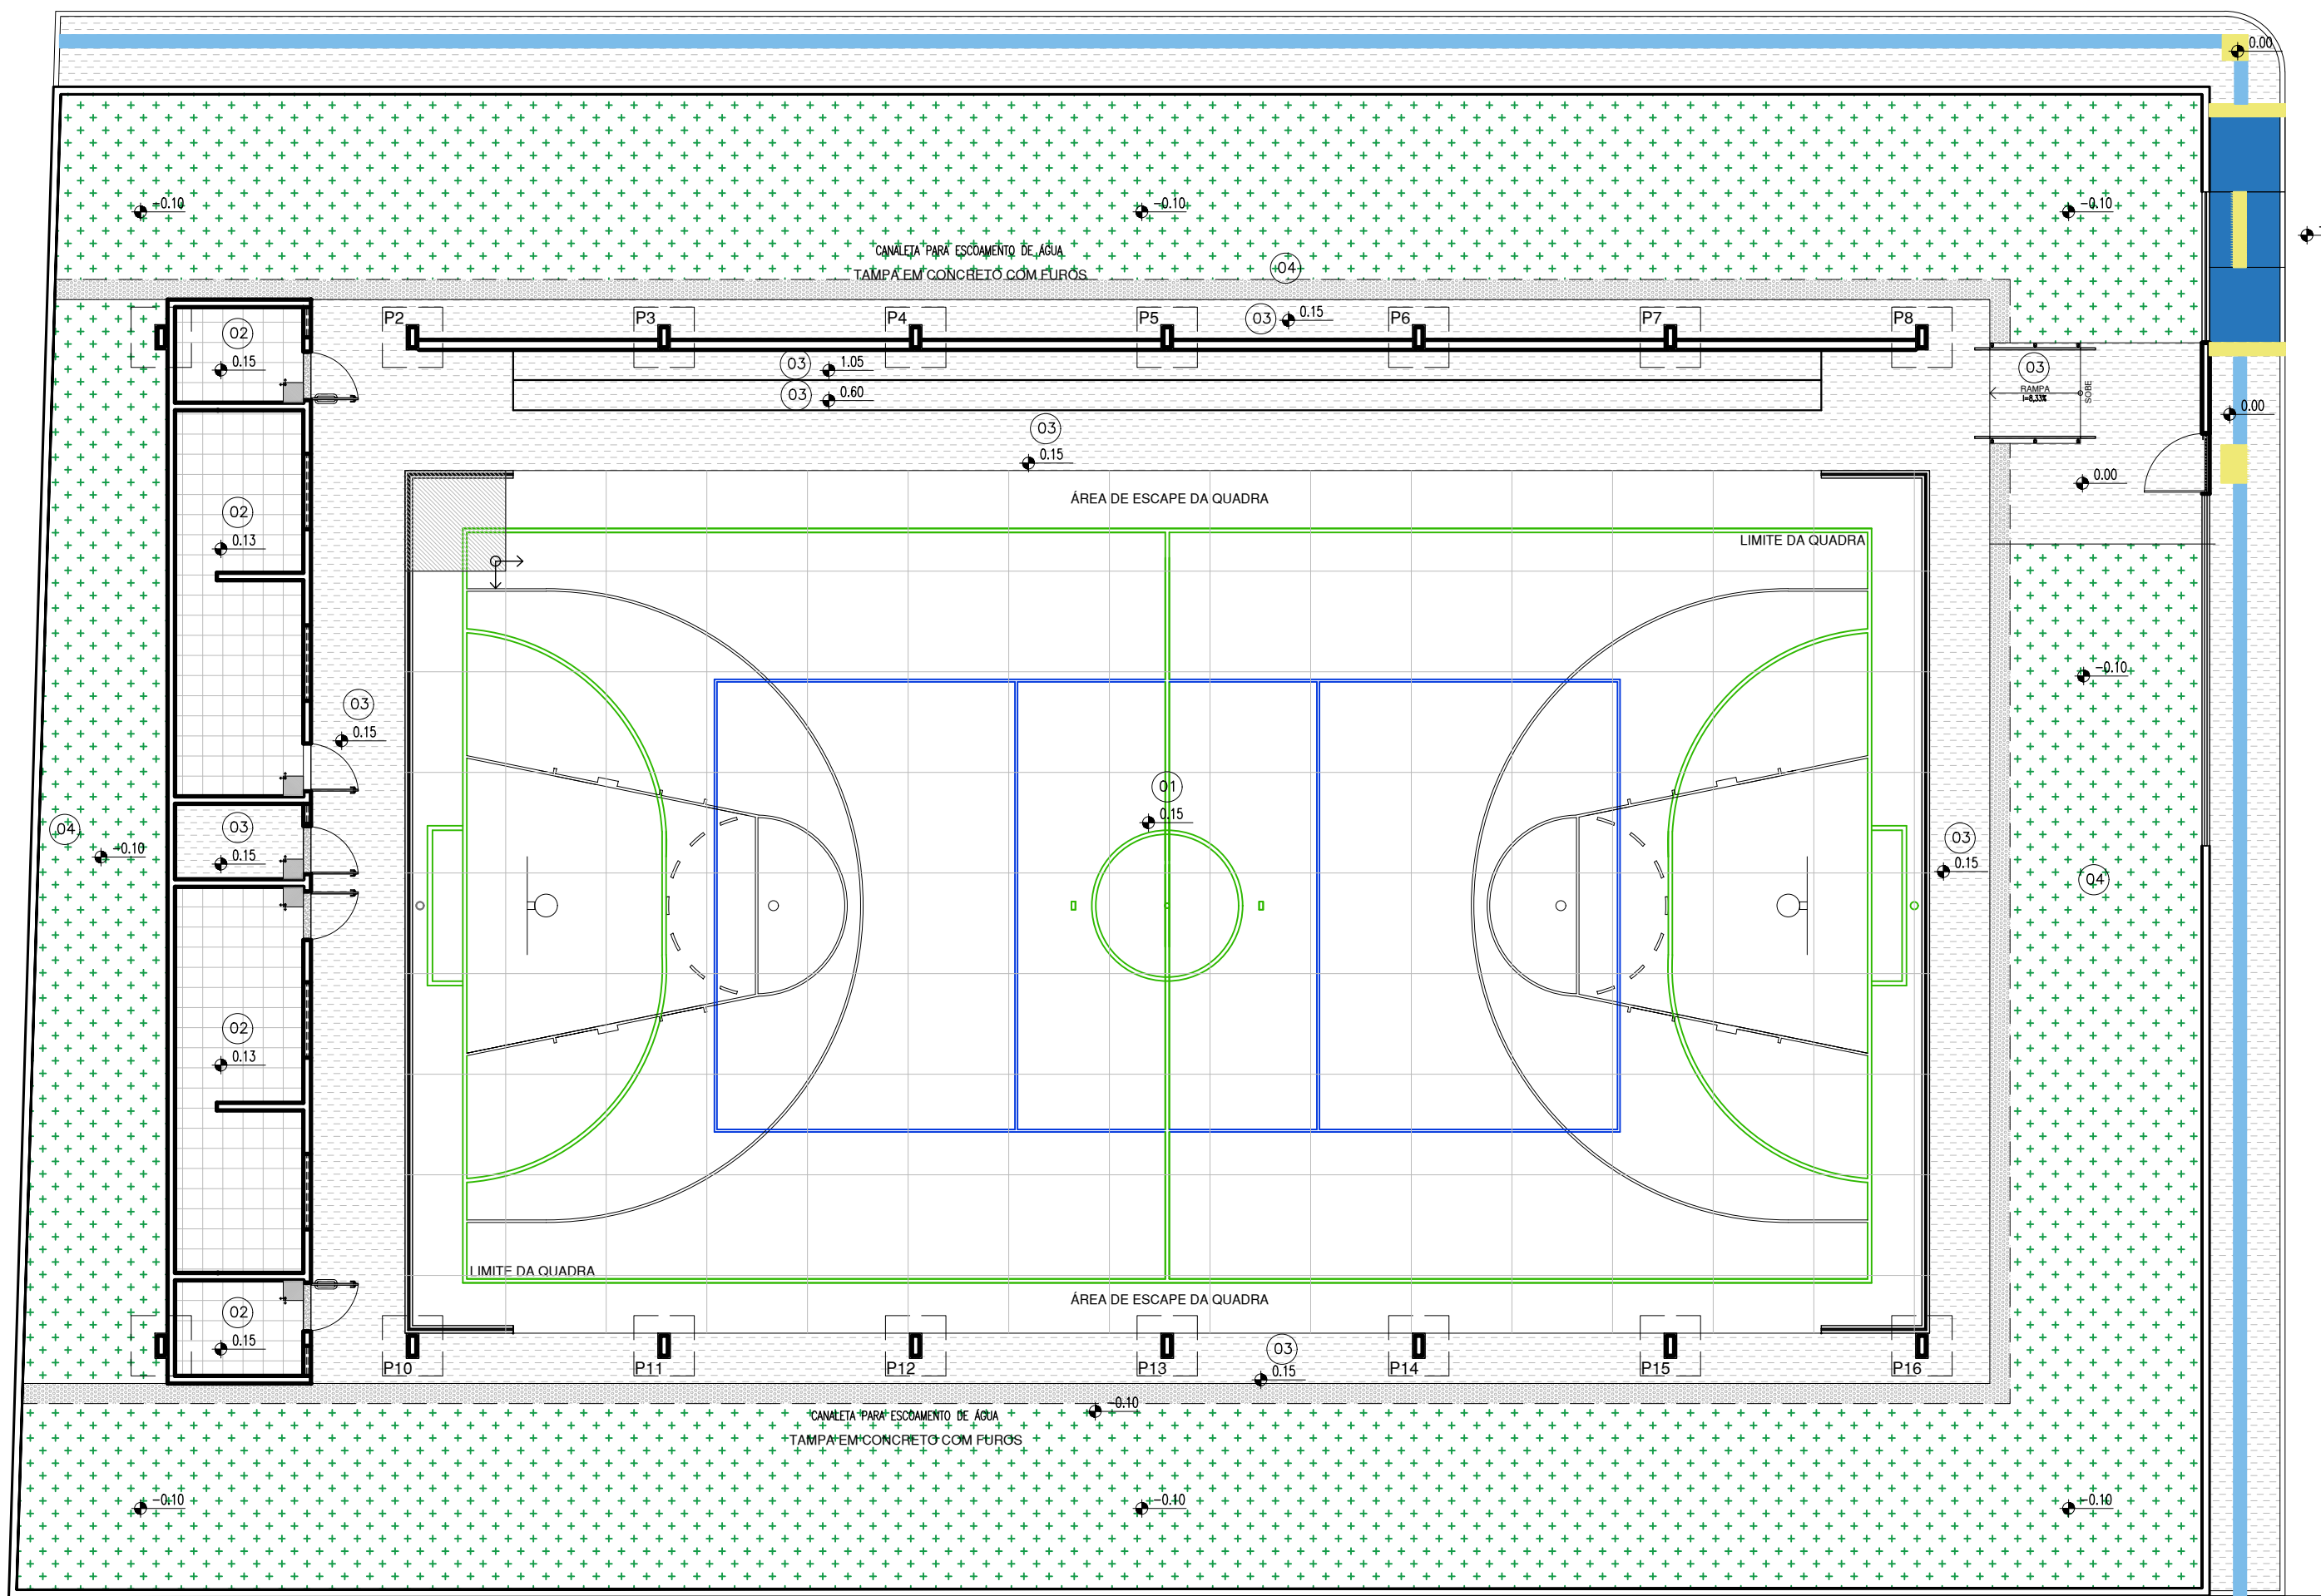 0.00
-0.10
-0.10
-0.10
CANALETA PARA ESCOAMENTO DE ÁGUA
TAMPA EM CONCRETO COM FUROS
04
P2
P3
P4
P5
03
0.15
P6
P7
P8
02
0.15
03
1.05
03
0.60
03
RAMPA
i=8,33%
SOBE
0.00
03
0.15
0.00
ÁREA DE ESCAPE DA QUADRA
LIMITE DA QUADRA
02
0.13
-0.10
03
0.15
01
0.15
04
-0.10
03
0.15
03
0.15
04
02
0.13
LIMITE DA QUADRA
ÁREA DE ESCAPE DA QUADRA
02
0.15
P10
P11
P12
P13
03
0.15
P14
P15
P16
-0.10
CANALETA PARA ESCOAMENTO DE ÁGUA
TAMPA EM CONCRETO COM FUROS
-0.10
-0.10
-0.10